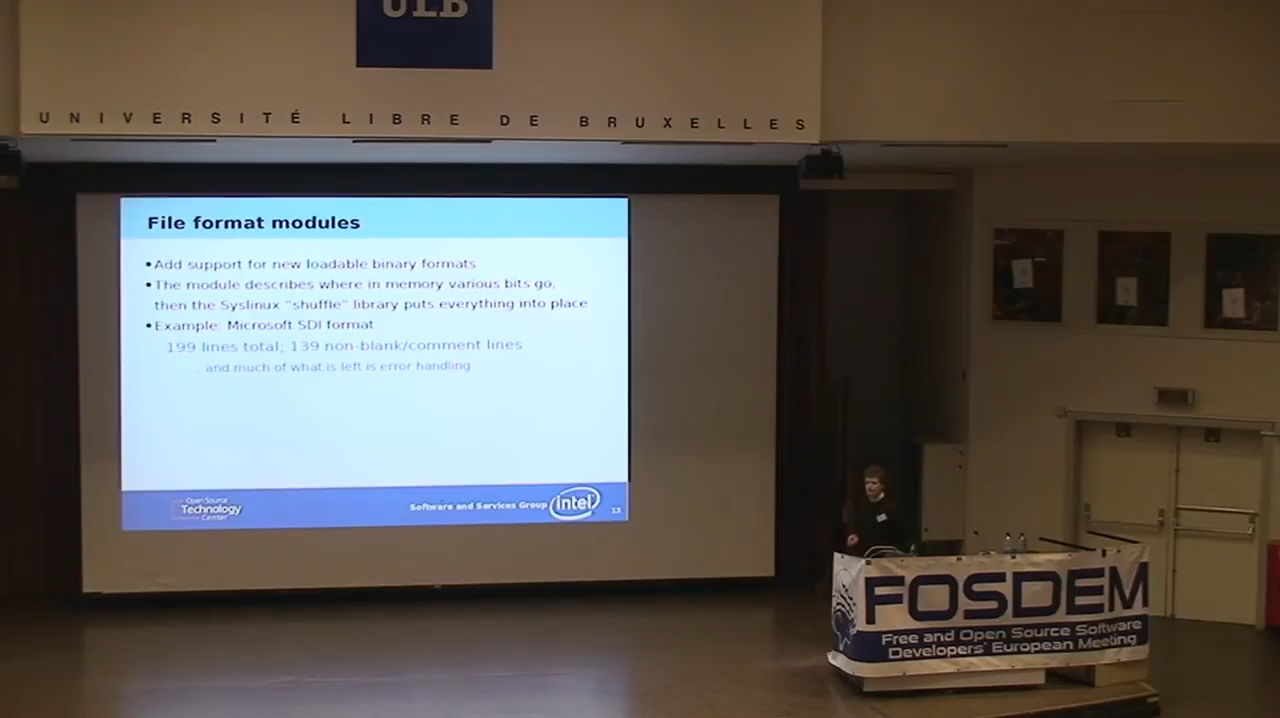 ULB
UNIVERSITÉ LIBRE DE BRUXELLES
File format modules
•Add support for new loadable binary formats
•The module describes where in memory various bits go,
then the Syslinux “shuffle” library puts everything into place
•Example: Microsoft SDI format
199 lines total; 139 non-blank/comment lines
and much of what is left is error handling
Open Source
Technology
Center
Software and Services Group
intel
13
FOSDEM
Free and Open Source Software
Developers' European Meeting